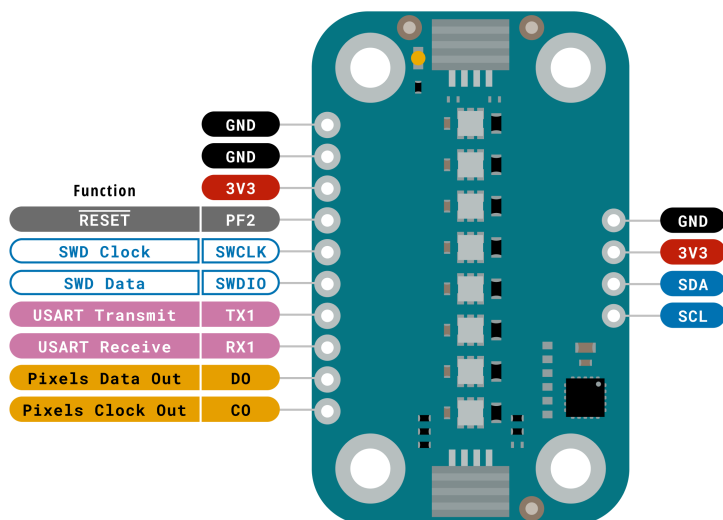 GND
GND
Function
3V3
RESET PF2
GND
SWD Clock SWCLK
3V3
SWD Data SWDIO
SDA
USART Transmit TX1
SCL
USART Receive RX1
Pixels Data Out DO
Pixels Clock Out CO